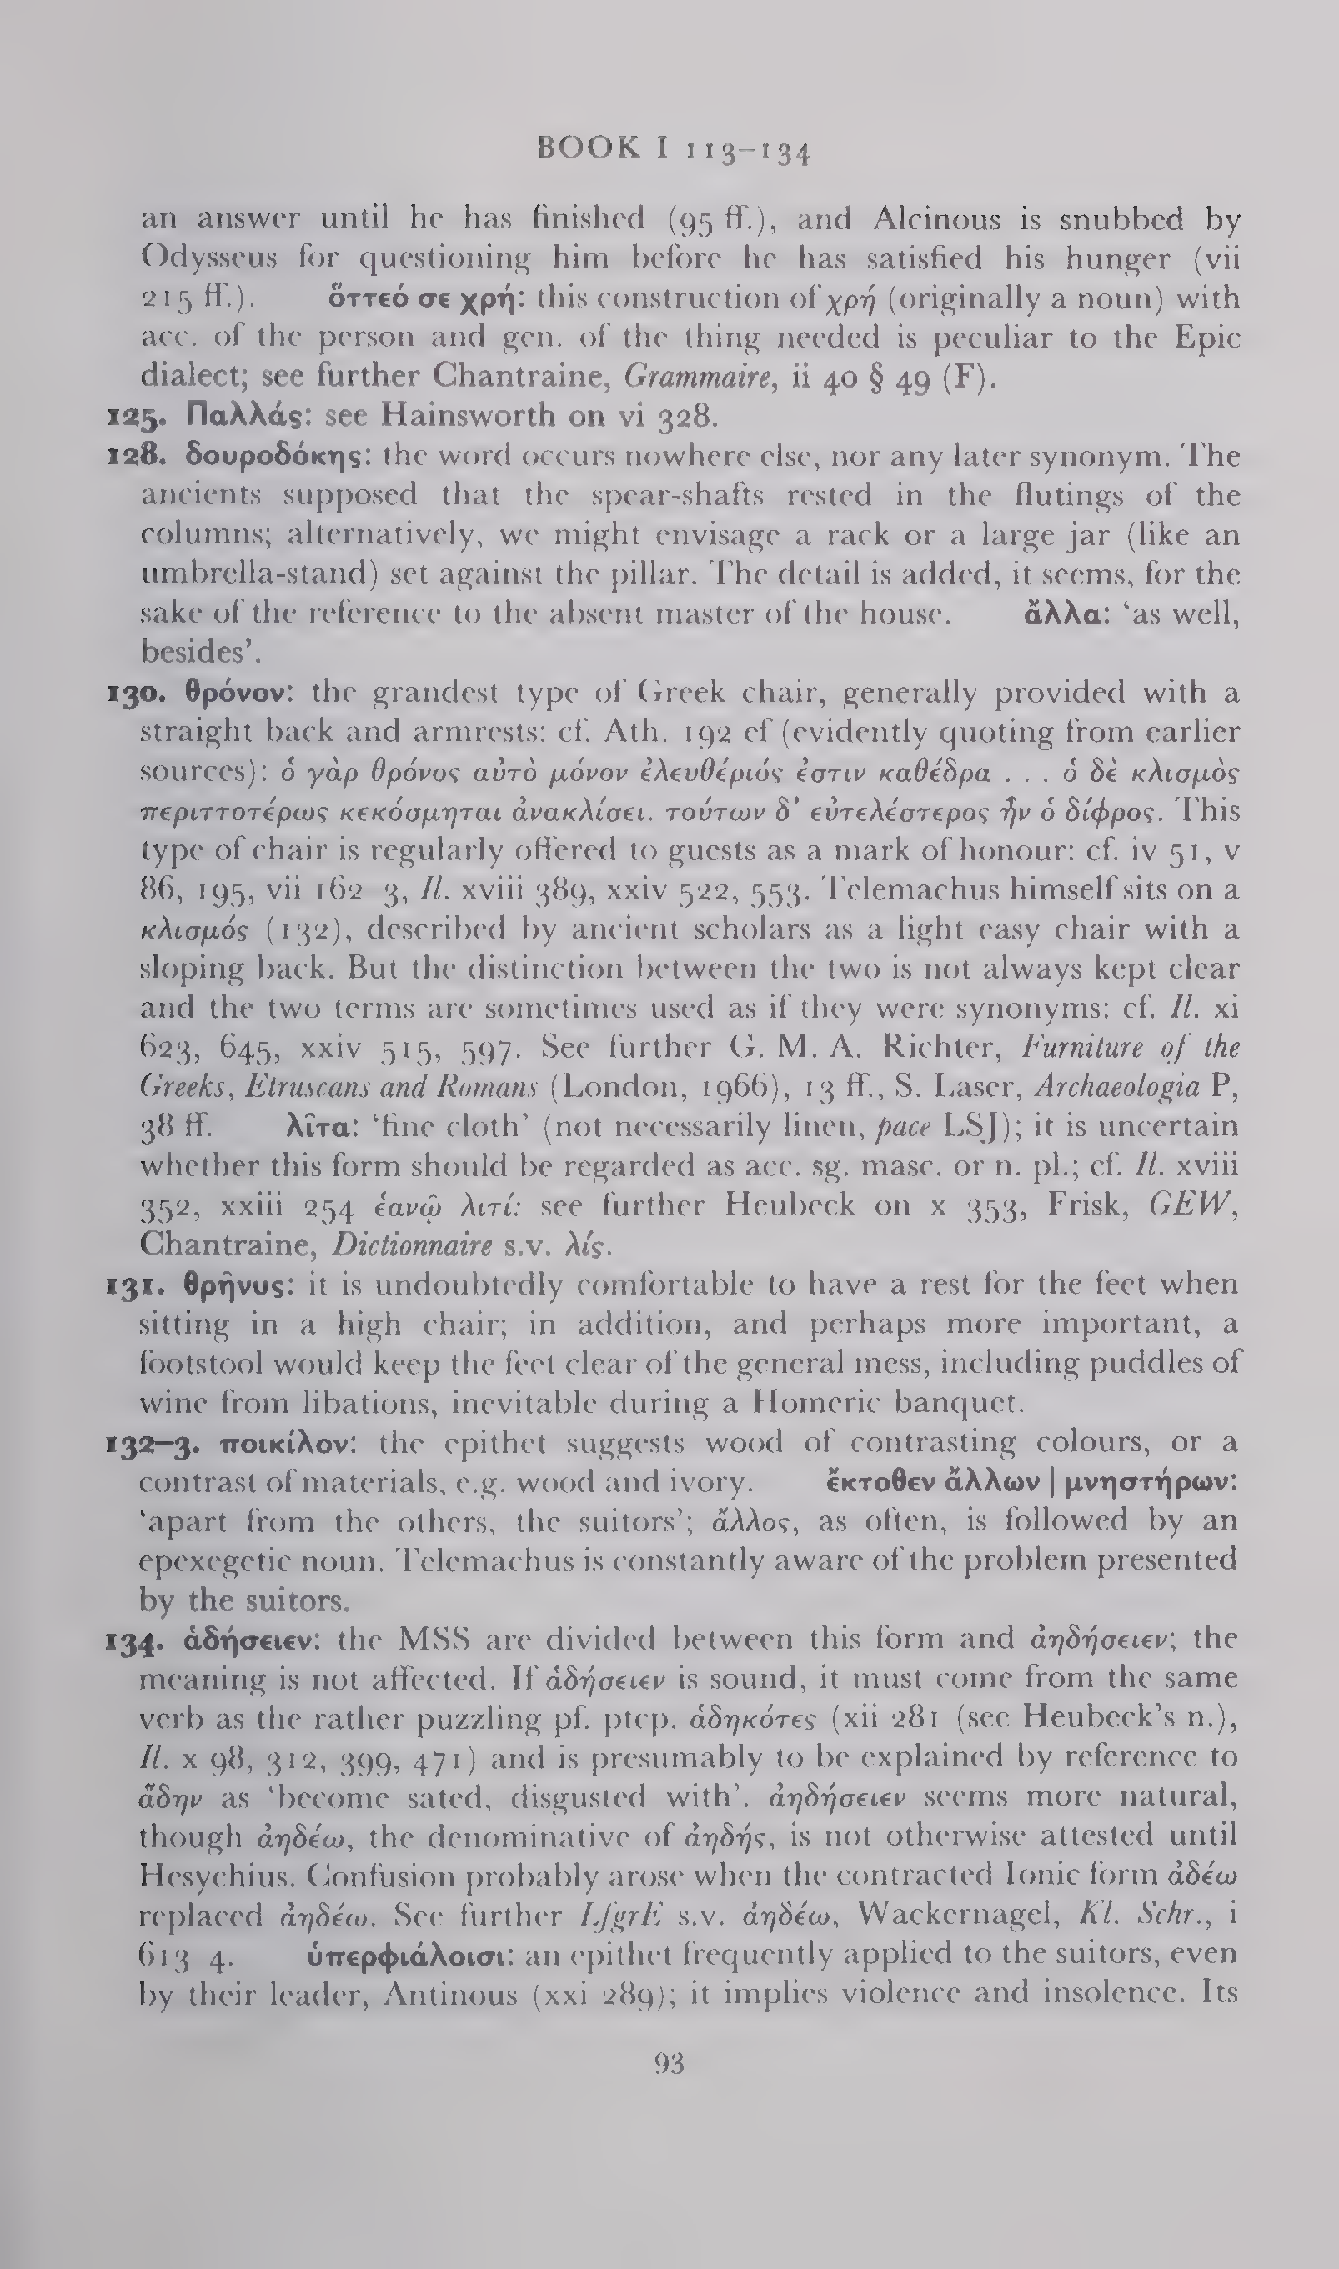 BOOK I 113–134
an answer until he has finished (95 ff.), and Alcinous is snubbed by
Odysseus for questioning him before he has satisfied his hunger (vii
215 ff.). ὅττεό σε χρή: this construction of χρή (originally a noun) with
acc. of the person and gen. of the thing needed is peculiar to the Epic
dialect; see further Chantraine, Grammaire, ii 40 § 49 (F).
125. Παλλάς: see Hainsworth on vi 328.
128. δουροδόκης: the word occurs nowhere else, nor any later synonym. The
ancients supposed that the spear-shafts rested in the flutings of the
columns; alternatively, we might envisage a rack or a large jar (like an
umbrella-stand) set against the pillar. The detail is added, it seems, for the
sake of the reference to the absent master of the house. ἄλλα: ‘as well,
besides’.
130. θρόνον: the grandest type of Greek chair, generally provided with a
straight back and armrests: cf. Ath. 192 ef (evidently quoting from earlier
sources): ὁ γὰρ θρόνος αὐτὸ μόνον ἐλευθέριός ἐστιν καθέδρα . . . ὁ δὲ κλισμὸς
περιττοτέρως κεκόσμηται ἀνακλίσει. τούτων δ’ εὐτελέστερος ἦν ὁ δίφρος. This
type of chair is regularly offered to guests as a mark of honour: cf. iv 51, v
86, 195, vii 162–3, Il. xviii 389, xxiv 522, 553. Telemachus himself sits on a
κλισμός (132), described by ancient scholars as a light easy chair with a
sloping back. But the distinction between the two is not always kept clear
and the two terms are sometimes used as if they were synonyms: cf. Il. xi
623, 645, xxiv 515, 597. See further G. M. A. Richter, Furniture of the
Greeks, Etruscans and Romans (London, 1966), 13 ff., S. Laser, Archaeologia P,
38 ff. λῖτα: ‘fine cloth’ (not necessarily linen, pace LSJ); it is uncertain
whether this form should be regarded as acc. sg. masc. or n. pl.; cf. Il. xviii
352, xxiii 254 ἑανῷ λιτί: see further Heubeck on x 353, Frisk, GEW,
Chantraine, Dictionnaire s.v. λίς.
131. θρῆνυς: it is undoubtedly comfortable to have a rest for the feet when
sitting in a high chair; in addition, and perhaps more important, a
footstool would keep the feet clear of the general mess, including puddles of
wine from libations, inevitable during a Homeric banquet.
132–3. ποικίλον: the epithet suggests wood of contrasting colours, or a
contrast of materials, e.g. wood and ivory. ἔκτοθεν ἄλλων | μνηστήρων:
‘apart from the others, the suitors’; ἄλλος, as often, is followed by an
epexegetic noun. Telemachus is constantly aware of the problem presented
by the suitors.
134. ἁδήσειεν: the MSS are divided between this form and ἀηδήσειεν; the
meaning is not affected. If ἁδήσειεν is sound, it must come from the same
verb as the rather puzzling pf. ptcp. ἁδηκότες (xii 281 (see Heubeck’s n.),
Il. x 98, 312, 399, 471) and is presumably to be explained by reference to
ἄδην as ‘become sated, disgusted with’. ἀηδήσειεν seems more natural,
though ἀηδέω, the denominative of ἀηδής, is not otherwise attested until
Hesychius. Confusion probably arose when the contracted Ionic form ἀδέω
replaced ἀηδέω. See further LfgrE s.v. ἀηδέω, Wackernagel, Kl. Schr., i
613–4. ὑπερφιάλοισι: an epithet frequently applied to the suitors, even
by their leader, Antinous (xxi 289); it implies violence and insolence. Its
93